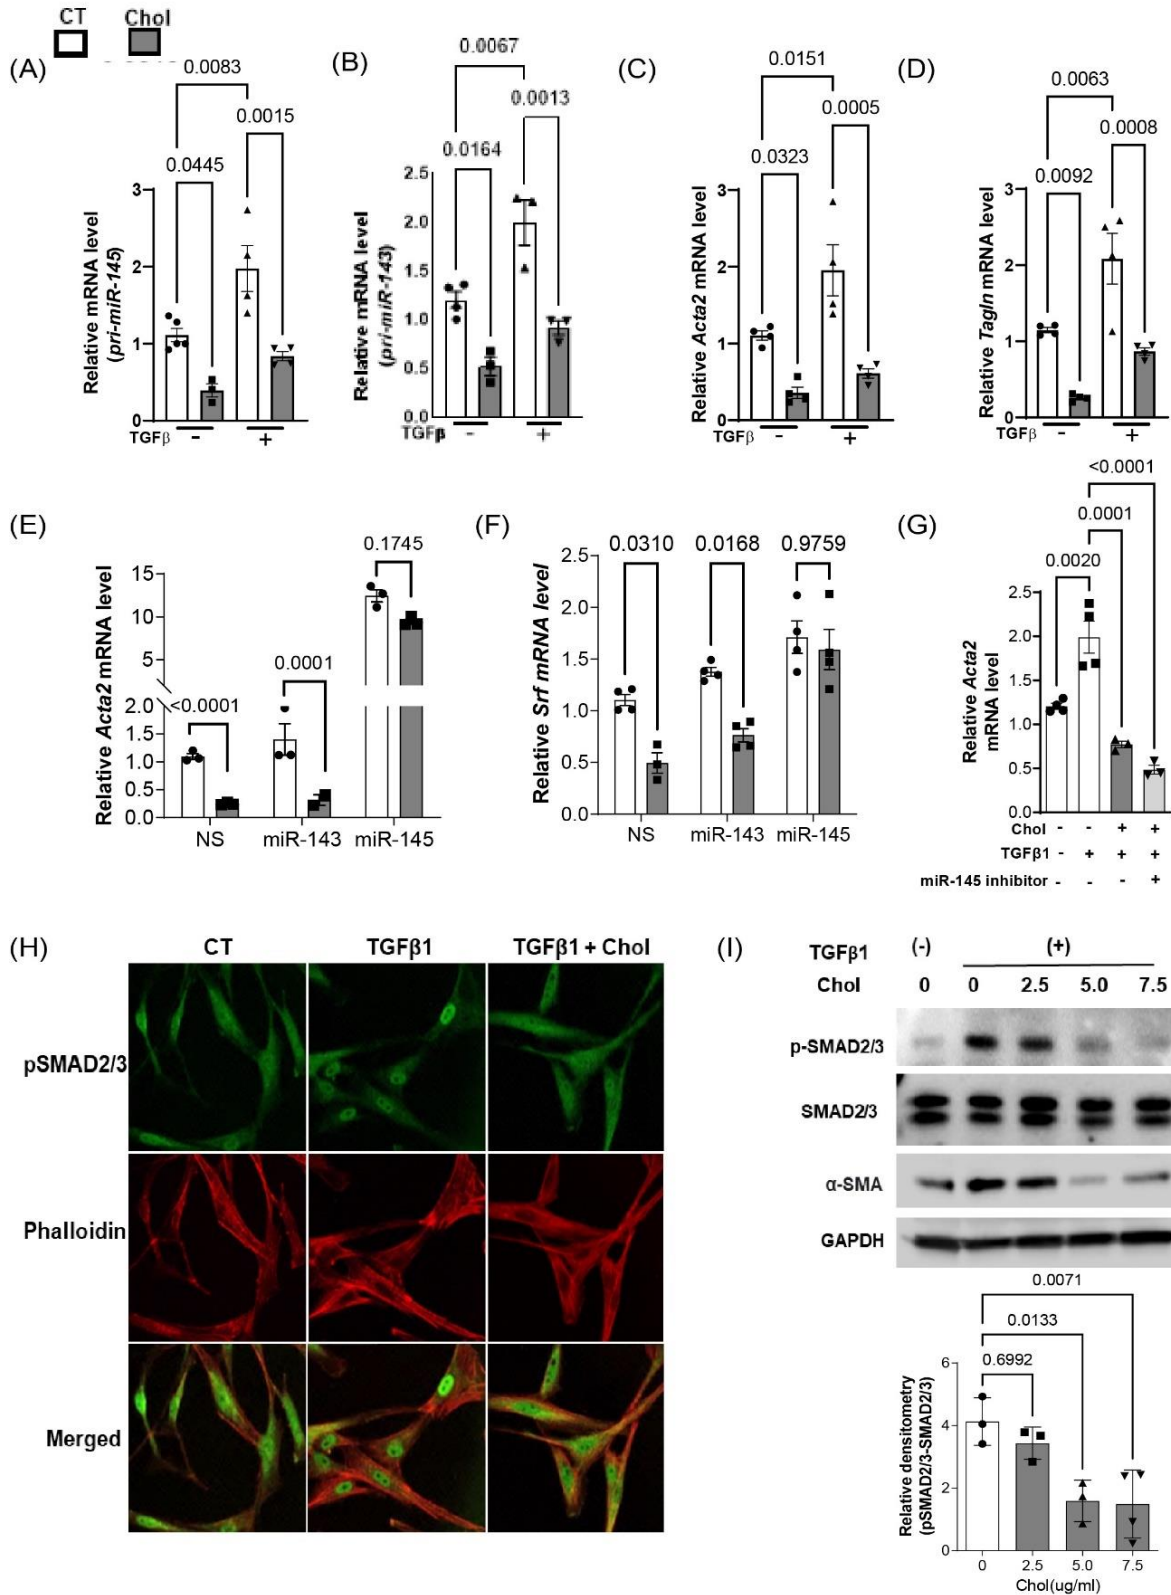 CT Chol
(A)
0.0083
0.0015
0.0445
Relative mRNA level
(pri-miR-145)
3
2
1
0
TGFβ - +
(B)
0.0067
0.0013
0.0164
Relative mRNA level
(pri-miR-143)
2.5
2.0
1.5
1.0
0.5
0.0
TGFβ - +
(C)
0.0151
0.0005
0.0323
Relative Acta2 mRNA level
3
2
1
0
TGFβ - +
(D)
0.0063
0.0008
0.0092
Relative Tagln mRNA level
3
2
1
0
TGFβ - +
(E)
0.1745
0.0001
<0.0001
Relative Acta2 mRNA level
15
10
5
2.0
1.5
1.0
0.5
0.0
NS miR-143 miR-145
(F)
0.0310 0.0168 0.9759
Relative Srf mRNA level
2.5
2.0
1.5
1.0
0.5
0.0
NS miR-143 miR-145
(G)
<0.0001
0.0001
0.0020
Relative Acta2
mRNA level
2.5
2.0
1.5
1.0
0.5
0.0
Chol - - + +
TGFβ1 - + + +
miR-145 inhibitor - - - +
(H)
CT TGFβ1 TGFβ1 + Chol
pSMAD2/3
Phalloidin
Merged
(I)
TGFβ1 (-) (+)
Chol 0 0 2.5 5.0 7.5
p-SMAD2/3
SMAD2/3
α-SMA
GAPDH
0.0071
0.0133
0.6992
Relative densitometry
(pSMAD2/3-SMAD2/3)
6
4
2
0
0 2.5 5.0 7.5
Chol(ug/ml)